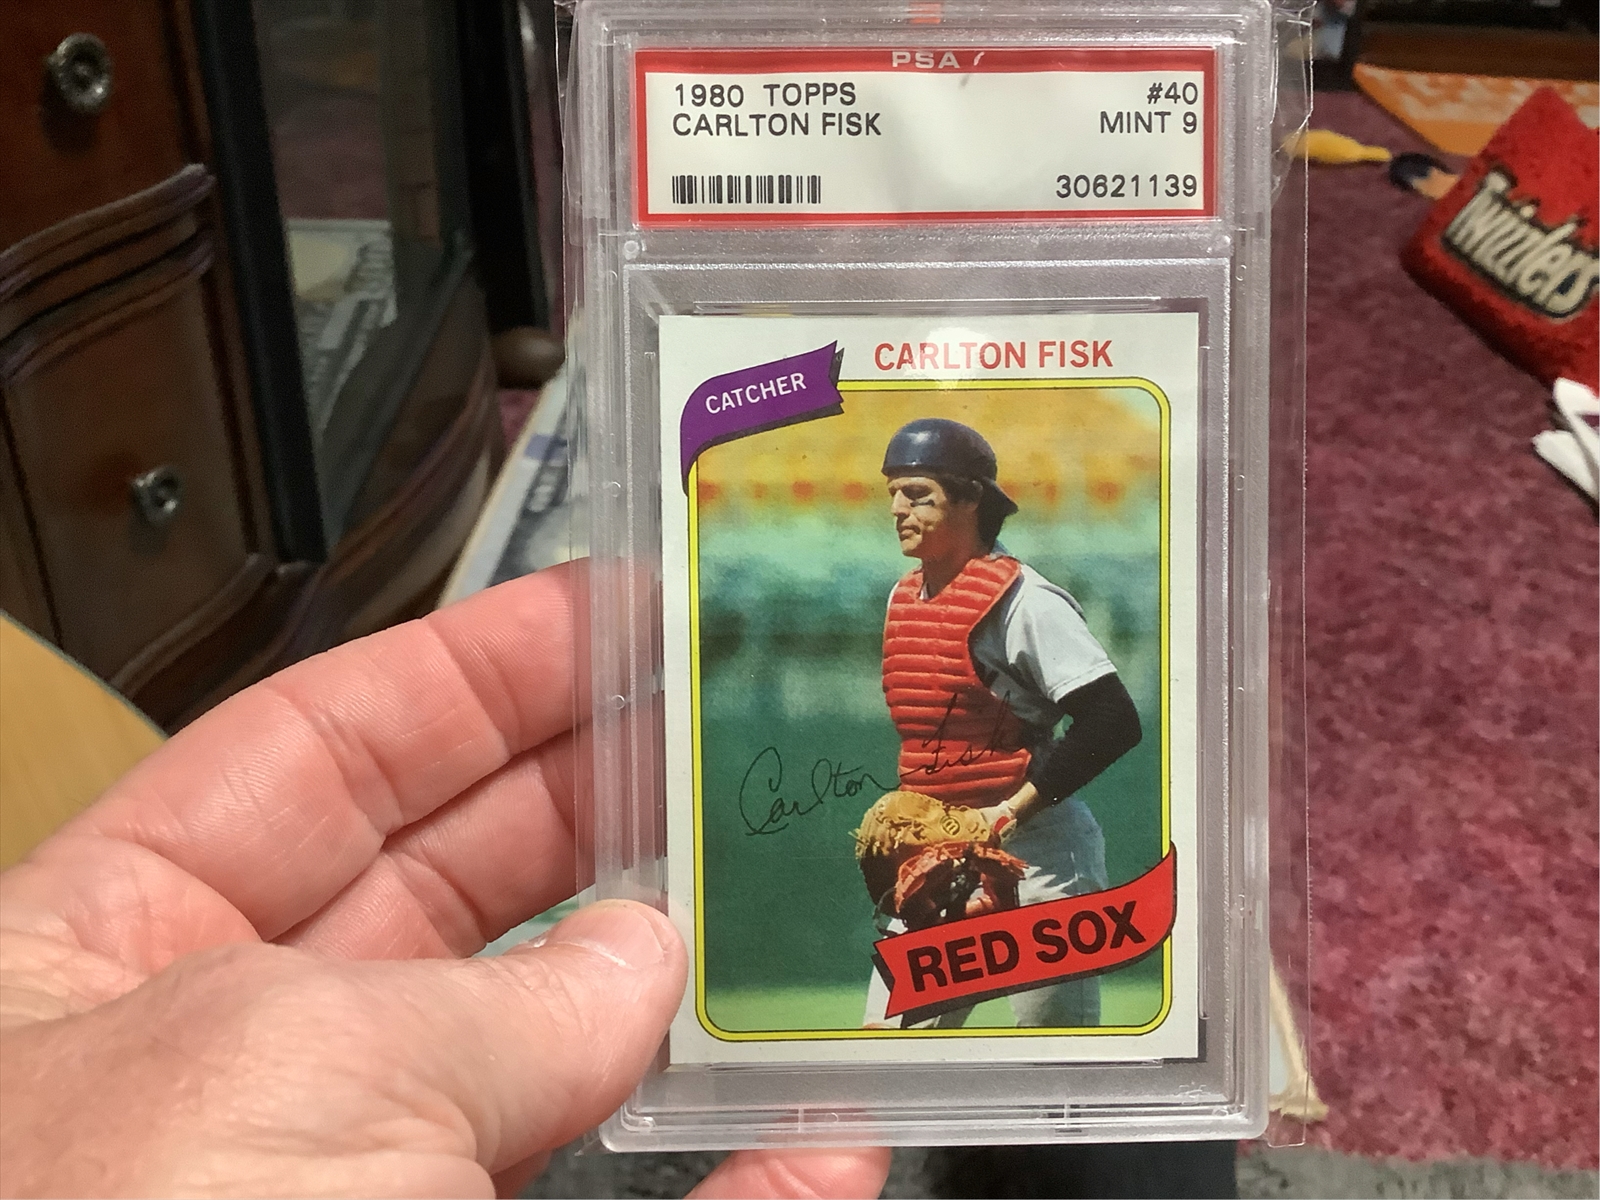 PSA
1980 TOPPS #40
CARLTON FISK MINT 9
30621139
CARLTON FISK
CATCHER
Carlton Fisk
RED SOX
Twizzlers